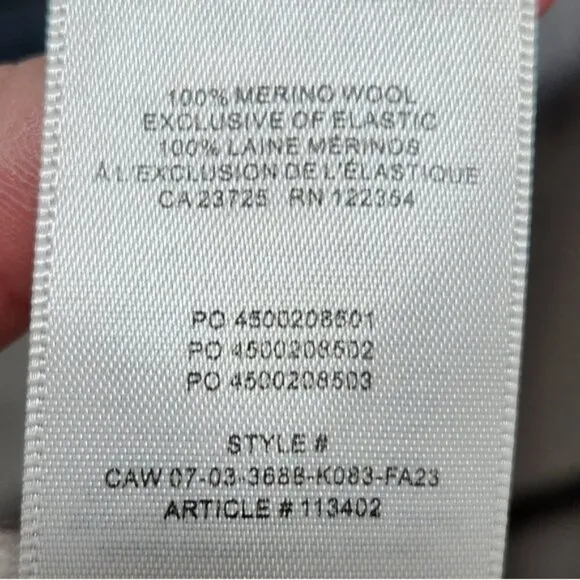 100% MERINO WOOL
EXCLUSIVE OF ELASTIC
100% LAINE MÉRINOS
À L'EXCLUSION DE L'ÉLASTIQUE
CA 23725 RN 122364
PO 4500208501
PO 4500208502
PO 4500208503
STYLE #
CAW 07-03-3688-K083-FA23
ARTICLE # 113402